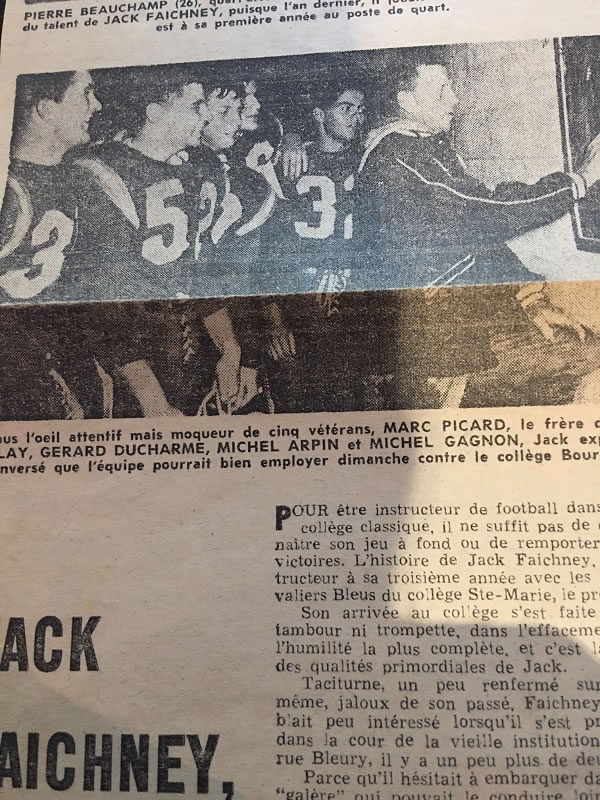 PIERRE BEAUCHAMP (26),
du talent de JACK FAICHNEY, puisque l'an dernier, il
est à sa première année au poste de quart.
3
5
3
ous l'oeil attentif mais moqueur de cinq vétérans, MARC PICARD, le frère d
LAY, GERARD DUCHARME, MICHEL ARPIN et MICHEL GAGNON, Jack exp
nversé que l'équipe pourrait bien employer dimanche contre le collège Bour
JACK
AICHNEY,
POUR être instructeur de football dans
collège classique, il ne suffit pas de
naître son jeu à fond ou de remporter
victoires. L'histoire de Jack Faichney,
tructeur à sa troisième année avec les
valiers Bleus du collège Ste-Marie, le pr
Son arrivée au col'ège s'est faite
tambour ni trompette, dans l'effaceme
l'humilité la plus complète, et c'est la
des qualités primordiales de Jack.
Taciturne, un peu renfermé sur
même, jaloux de son passé, Faichney
b'ait peu intéressé lorsqu'il s'est pr
dans la cour de la vieille institution
rue Bleury, il y a un peu plus de deu
Parce qu'il hésitait à embarquer da
"galère" qui pouvait le conduire loin